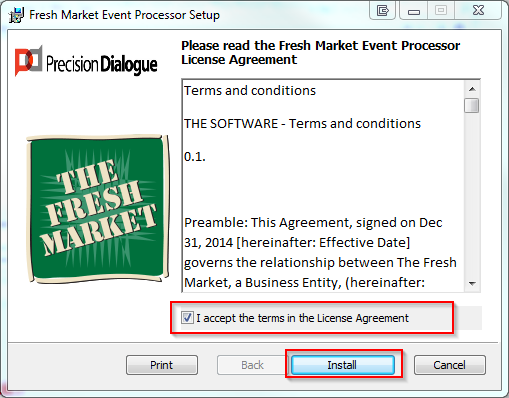 Fresh Market Event Processor Setup
Precision Dialogue
THE
FRESH
MARKET
Please read the Fresh Market Event Processor
License Agreement
Terms and conditions
THE SOFTWARE - Terms and conditions
0.1.
Preamble: This Agreement, signed on Dec
31, 2014 [hereinafter: Effective Date]
governs the relationship between The Fresh
Market, a Business Entity, (hereinafter:
I accept the terms in the License Agreement
Print
Back
Install
Cancel